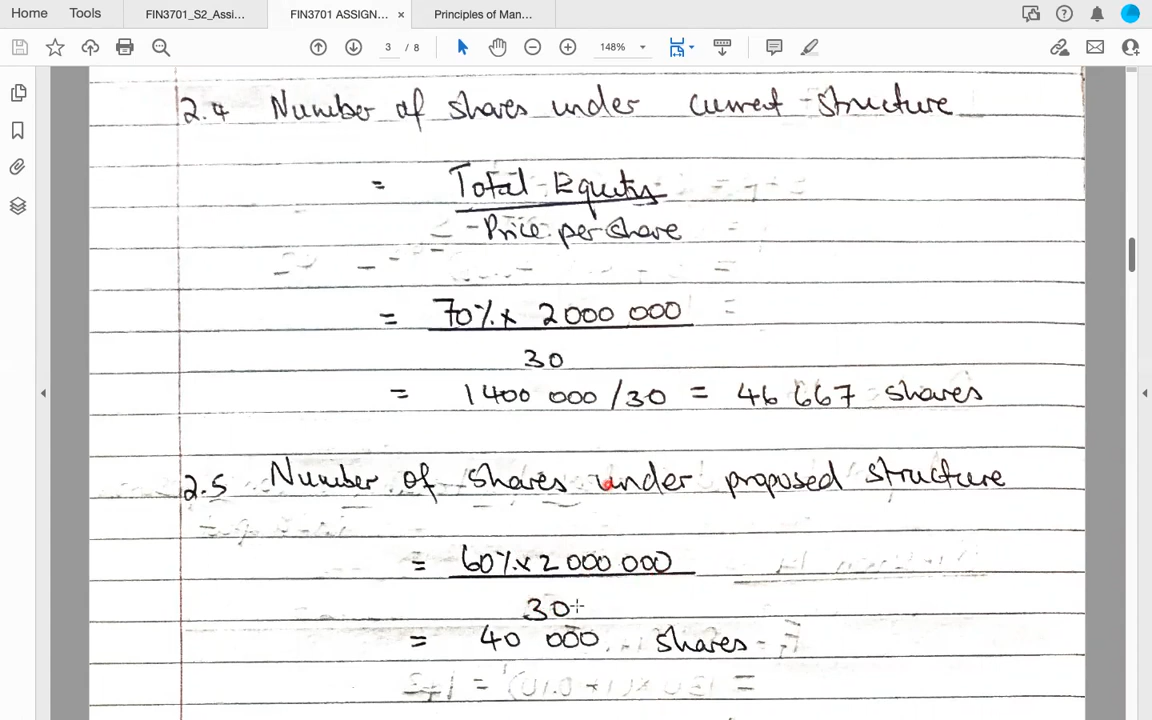 Home Tools FIN3701_S2_Assi... FIN3701 ASSIGN... × Principles of Man...
3 / 8 148%
2.4 Number of shares under current structure
= Total Equity
Price per share
= 70% x 2 000 000
30
= 1 400 000 / 30 = 46 667 shares
2.5 Number of shares under proposed structure
= 60% x 2 000 000
30
= 40 000 shares